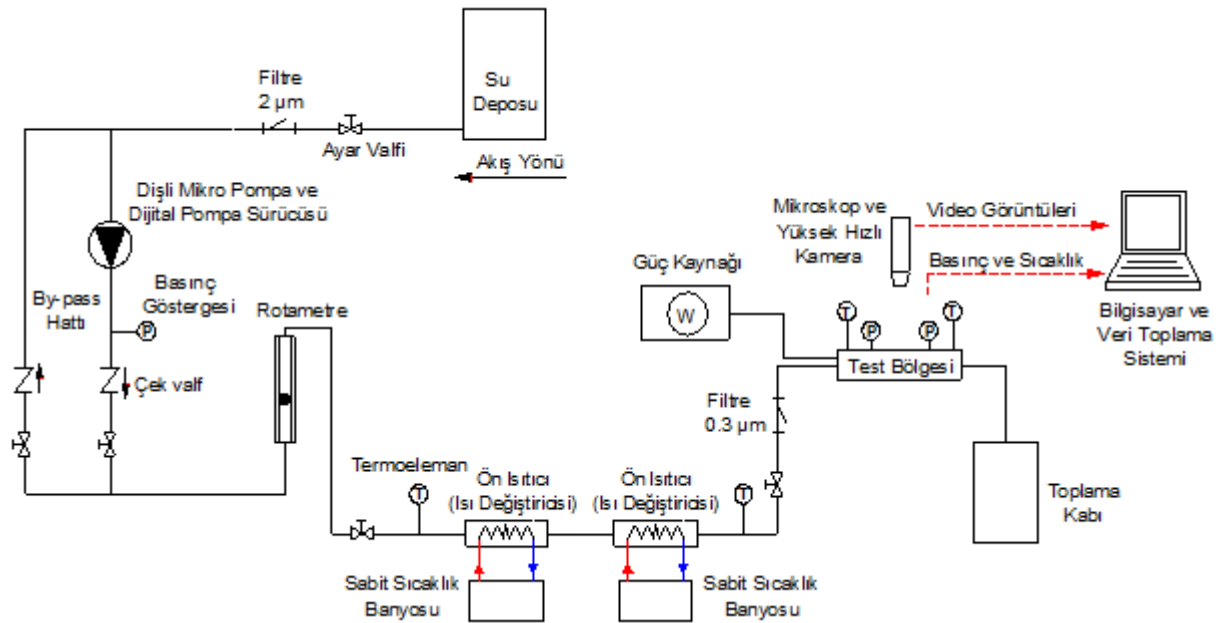 Su
Deposu
Filtre
2 µm
Ayar Valfi
Akış Yönü
Dişli Mikro Pompa ve
Dijital Pompa Sürücüsü
By-pass
Hattı
Basınç
Göstergesi
P
Çek valf
Rotametre
Termoeleman
T
Ön Isıtıcı
(Isı Değiştiricisi)
Ön Isıtıcı
(Isı Değiştiricisi)
T
Sabit Sıcaklık
Banyosu
Sabit Sıcaklık
Banyosu
Filtre
0.3 µm
Güç Kaynağı
W
Mikroskop ve
Yüksek Hızlı
Kamera
Video Görüntüleri
Basınç ve Sıcaklık
T
P
P
T
Test Bölgesi
Bilgisayar ve
Veri Toplama
Sistemi
Toplama
Kabı